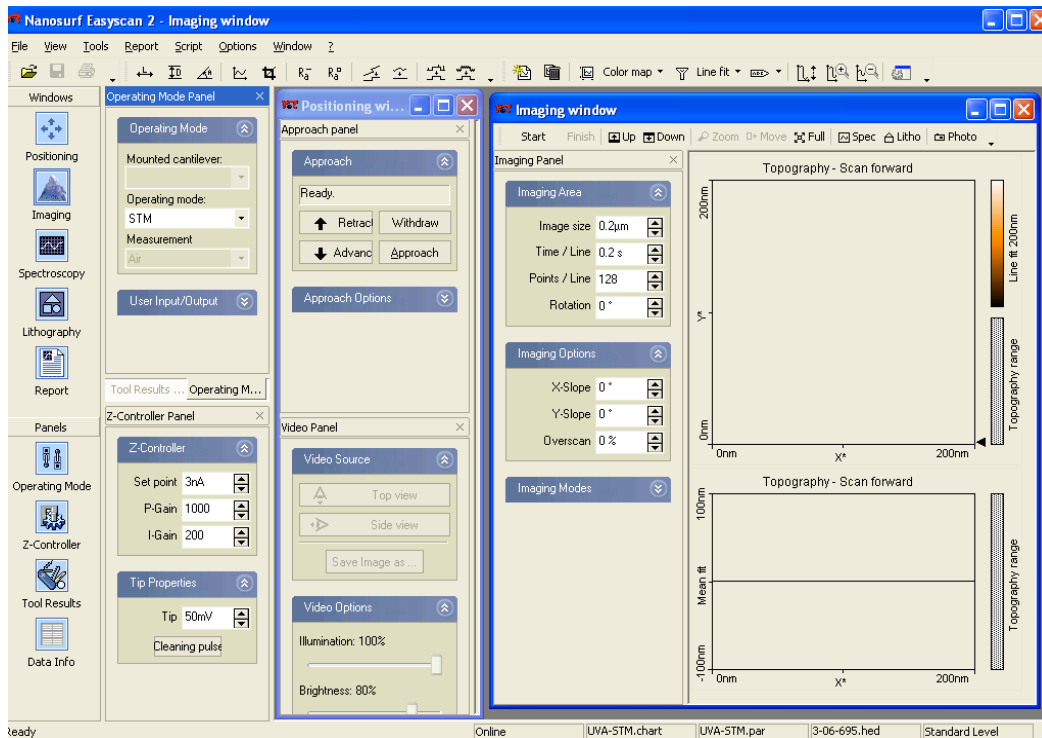 Nanosurf Easyscan 2 - Imaging window
File View Tools Report Script Options Window ?
Color map Line fit
Windows
Positioning
Imaging
Spectroscopy
Lithography
Report
Panels
Operating Mode
Z-Controller
Tool Results
Data Info
Operating Mode Panel
Operating Mode
Mounted cantilever:
Operating mode:
STM
Measurement
Air
User Input/Output
Tool Results ... Operating M...
Z-Controller Panel
Z-Controller
Set point 3nA
P-Gain 1000
I-Gain 200
Tip Properties
Tip 50mV
Cleaning pulse
Positioning wi...
Approach panel
Approach
Ready.
Retract Withdraw
Advanc Approach
Approach Options
Video Panel
Video Source
Top view
Side view
Save Image as ...
Video Options
Illumination: 100%
Brightness: 80%
Imaging window
Start Finish Up Down Zoom Move Full Spec Litho Photo
Imaging Panel
Imaging Area
Image size 0.2µm
Time / Line 0.2 s
Points / Line 128
Rotation 0°
Imaging Options
X-Slope 0°
Y-Slope 0°
Overscan 0 %
Imaging Modes
Topography - Scan forward
200nm
Y*
0nm
0nm X* 200nm
Line fit 200nm
Topography range
Topography - Scan forward
100nm
Mean fit
-100nm
0nm X* 200nm
Topography range
Ready Online UVA-STM.chart UVA-STM.par 3-06-695.hed Standard Level